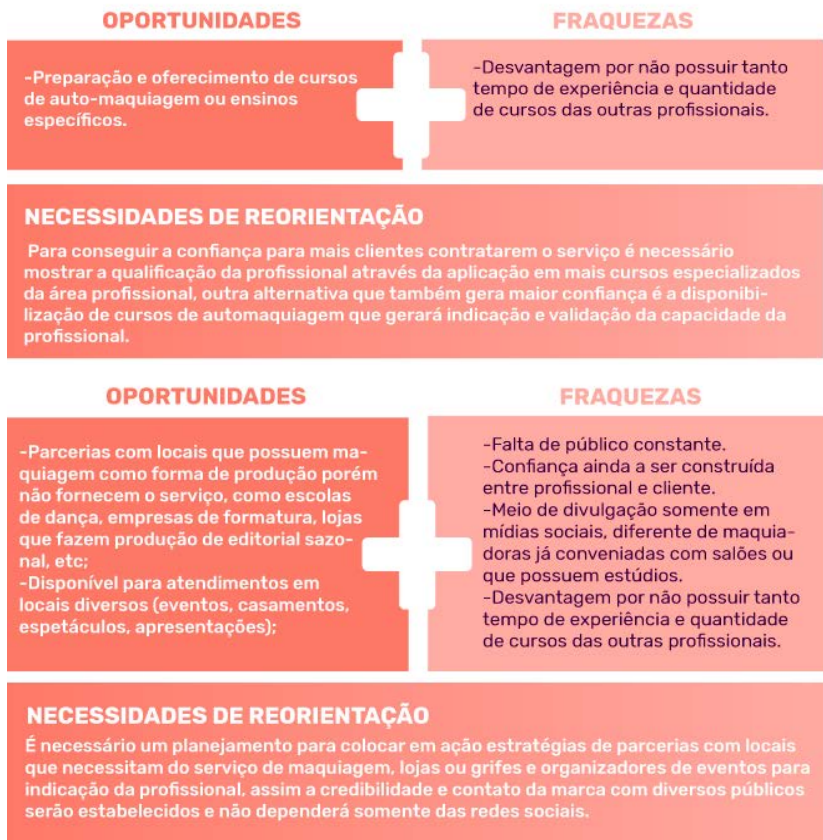 OPORTUNIDADES
FRAQUEZAS
-Preparação e oferecimento de cursos
de auto-maquiagem ou ensinos
específicos.
-Desvantagem por não possuir tanto
tempo de experiência e quantidade
de cursos das outras profissionais.
NECESSIDADES DE REORIENTAÇÃO
Para conseguir a confiança para mais clientes contratarem o serviço é necessário
mostrar a qualificação da profissional através da aplicação em mais cursos especializados
da área profissional, outra alternativa que também gera maior confiança é a disponibi-
lização de cursos de automaquiagem que gerará indicação e validação da capacidade da
profissional.
OPORTUNIDADES
FRAQUEZAS
-Parcerias com locais que possuem ma-
quiagem como forma de produção porém
não fornecem o serviço, como escolas
de dança, empresas de formatura, lojas
que fazem produção de editorial sazo-
nal, etc;
-Disponível para atendimentos em
locais diversos (eventos, casamentos,
espetáculos, apresentações);
-Falta de público constante.
-Confiança ainda a ser construída
entre profissional e cliente.
-Meio de divulgação somente em
mídias sociais, diferente de maquia-
doras já conveniadas com salões ou
que possuem estúdios.
-Desvantagem por não possuir tanto
tempo de experiência e quantidade
de cursos das outras profissionais.
NECESSIDADES DE REORIENTAÇÃO
É necessário um planejamento para colocar em ação estratégias de parcerias com locais
que necessitam do serviço de maquiagem, lojas ou grifes e organizadores de eventos para
indicação da profissional, assim a credibilidade e contato da marca com diversos públicos
serão estabelecidos e não dependerá somente das redes sociais.